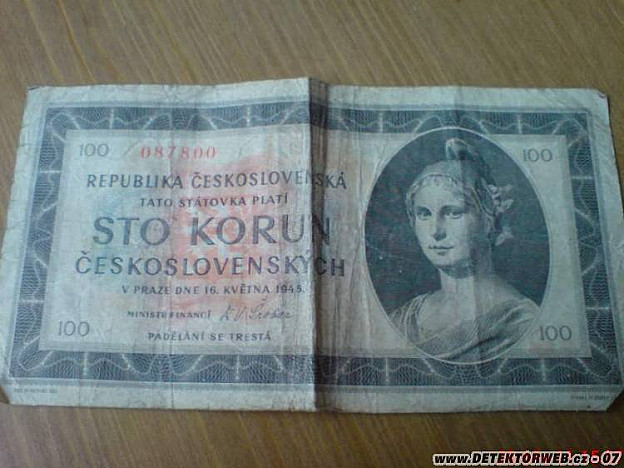 100 087800 100
REPUBLIKA ČESKOSLOVENSKÁ
TATO STÁTOVKA PLATÍ
STO KORUN
ČESKOSLOVENSKÝCH
V PRAZE DNE 16. KVĚTNA 1945.
MINISTR FINANCÍ
100 PADĚLÁNÍ SE TRESTÁ 100
www.DETEKTORWEB.cz